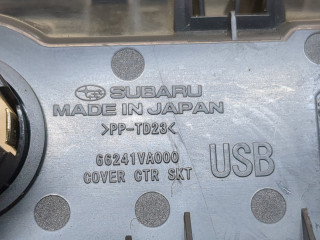 SUBARU
MADE IN JAPAN
>PP-TD23<
66241VA000
COVER CTR SKT
USB